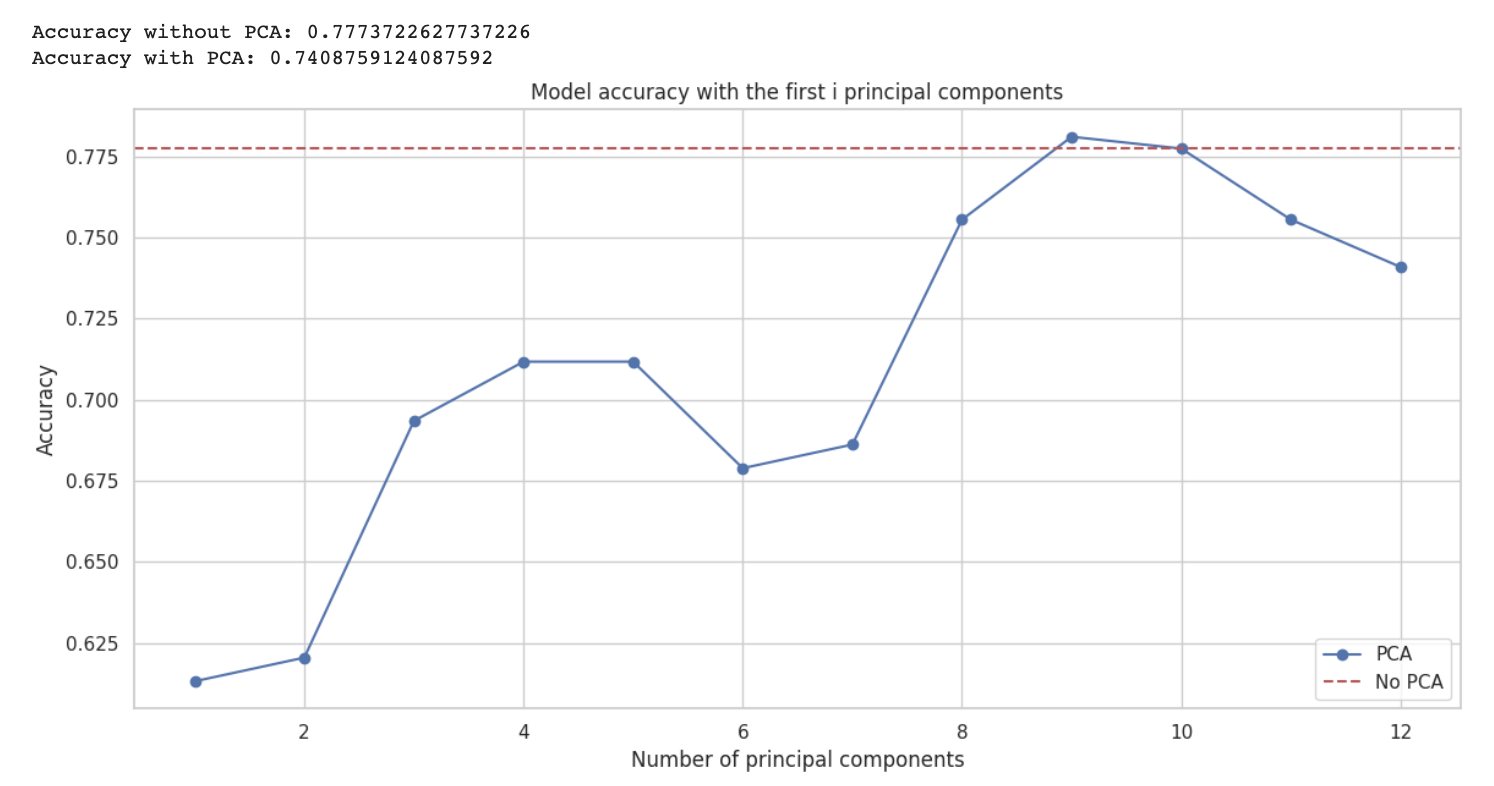 Accuracy without PCA: 0.7773722627737226
Accuracy with PCA: 0.7408759124087592
Model accuracy with the first i principal components
Accuracy
0.775
0.750
0.725
0.700
0.675
0.650
0.625
PCA
No PCA
2 4 6 8 10 12
Number of principal components